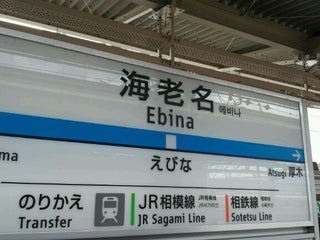 海老名 에비나
Ebina
えびな
ma
Atsugi 厚木
のりかえ JR相模線 相鉄線
Transfer JR Sagami Line Sotetsu Line